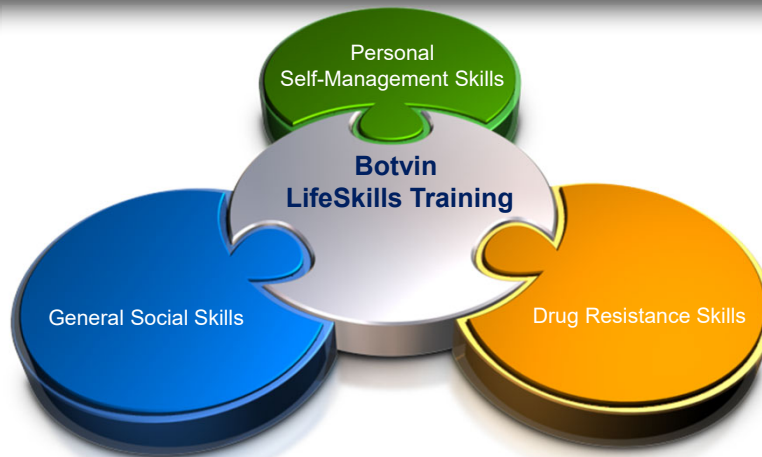 Personal
Self-Management Skills
Botvin
LifeSkills Training
General Social Skills
Drug Resistance Skills